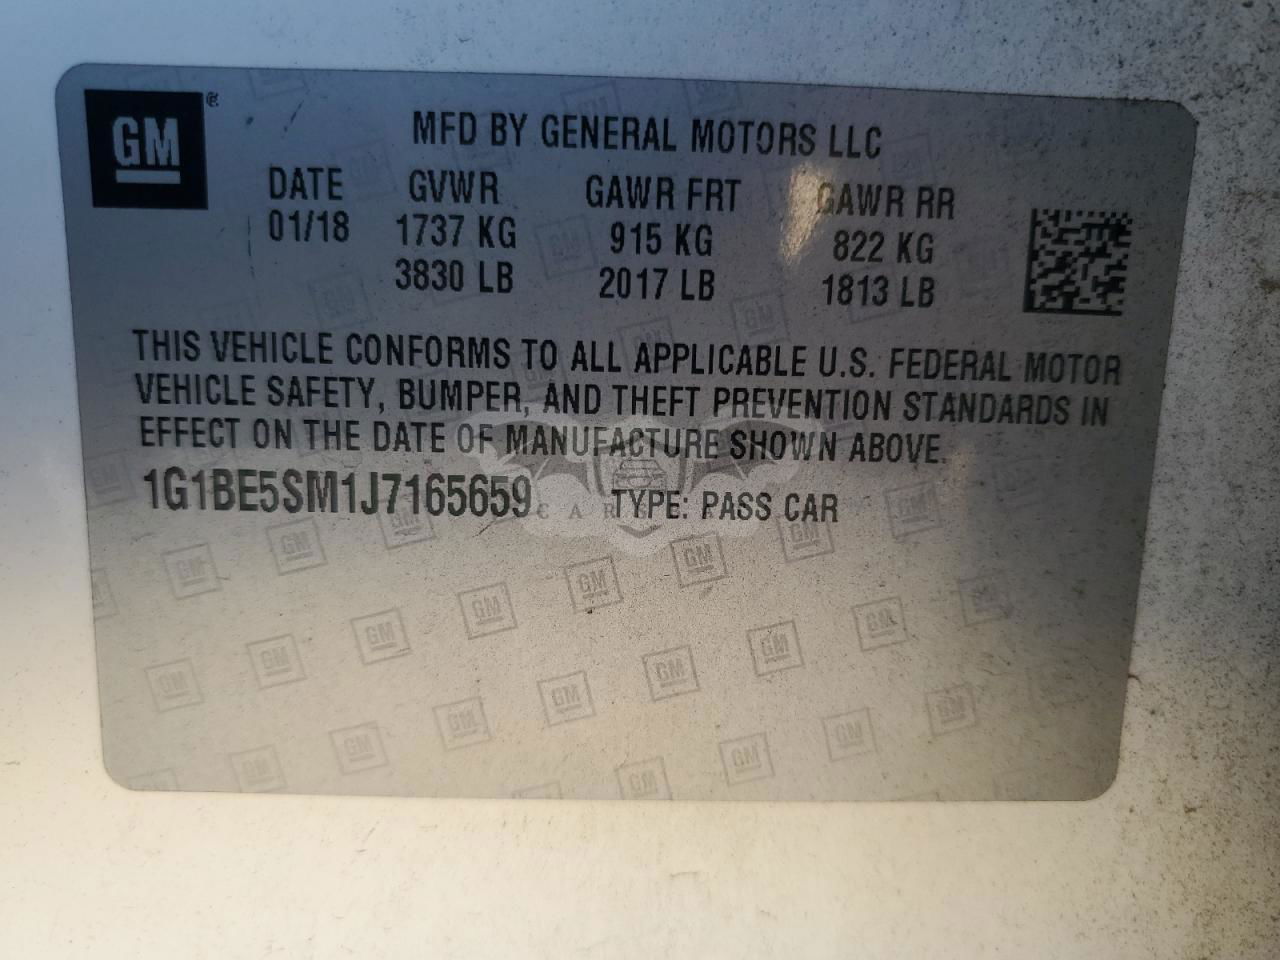 GM®
MFD BY GENERAL MOTORS LLC
DATE GVWR GAWR FRT GAWR RR
01/18 1737 KG 915 KG 822 KG
3830 LB 2017 LB 1813 LB
THIS VEHICLE CONFORMS TO ALL APPLICABLE U.S. FEDERAL MOTOR
VEHICLE SAFETY, BUMPER, AND THEFT PREVENTION STANDARDS IN
EFFECT ON THE DATE OF MANUFACTURE SHOWN ABOVE.
1G1BE5SM1J7165659 TYPE: PASS CAR